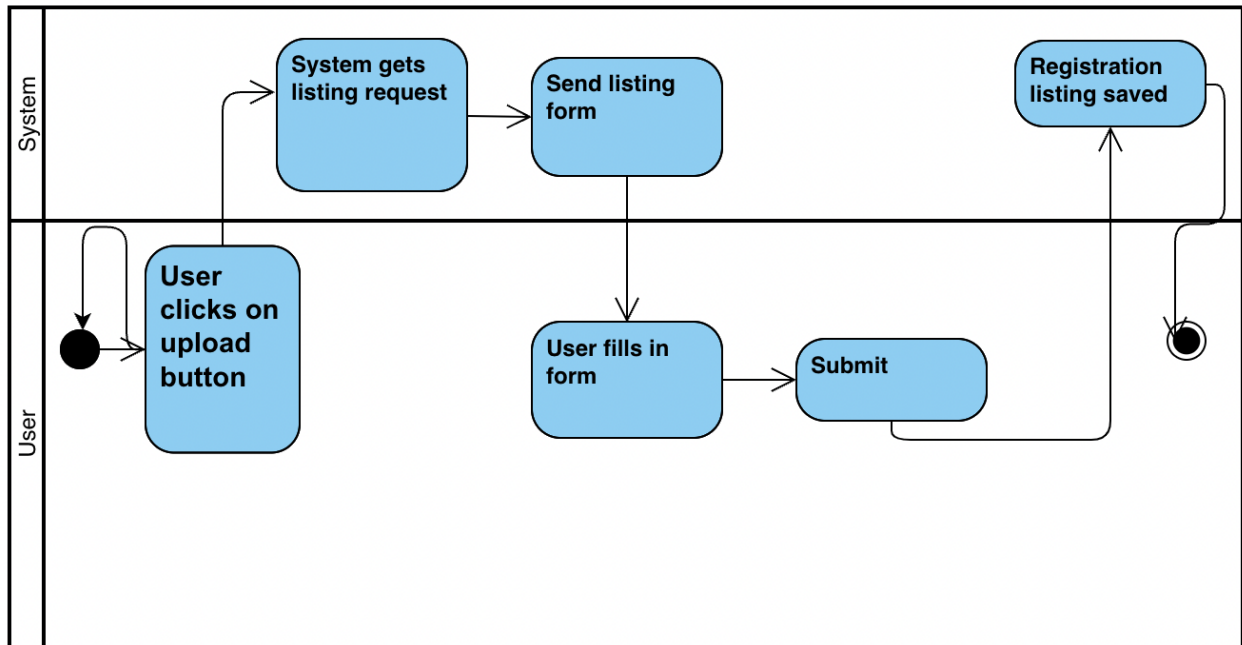 System
System gets
listing request
Send listing
form
Registration
listing saved
User
User
clicks on
upload
button
User fills in
form
Submit